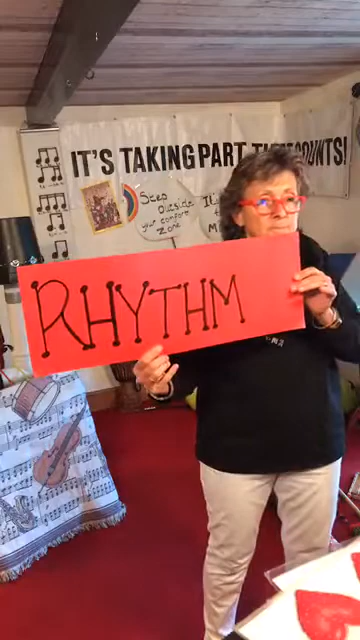 IT'S TAKING PART THAT COUNTS!
Step Outside
your comfort
zone
RHYTHM